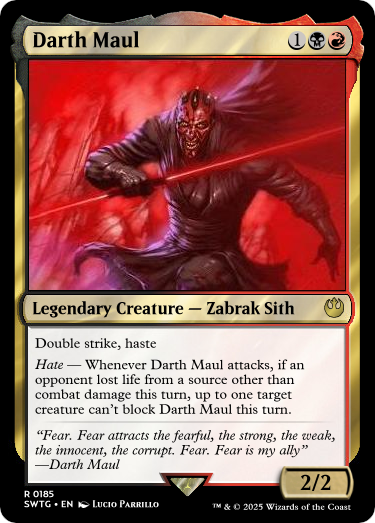 Darth Maul 1
Legendary Creature — Zabrak Sith
Double strike, haste
Hate — Whenever Darth Maul attacks, if an
opponent lost life from a source other than
combat damage this turn, up to one target
creature can't block Darth Maul this turn.
"Fear. Fear attracts the fearful, the strong, the weak,
the innocent, the corrupt. Fear. Fear is my ally"
—Darth Maul
2/2
R 0185
SWTG • EN Lucio Parrillo
™ & © 2025 Wizards of the Coast